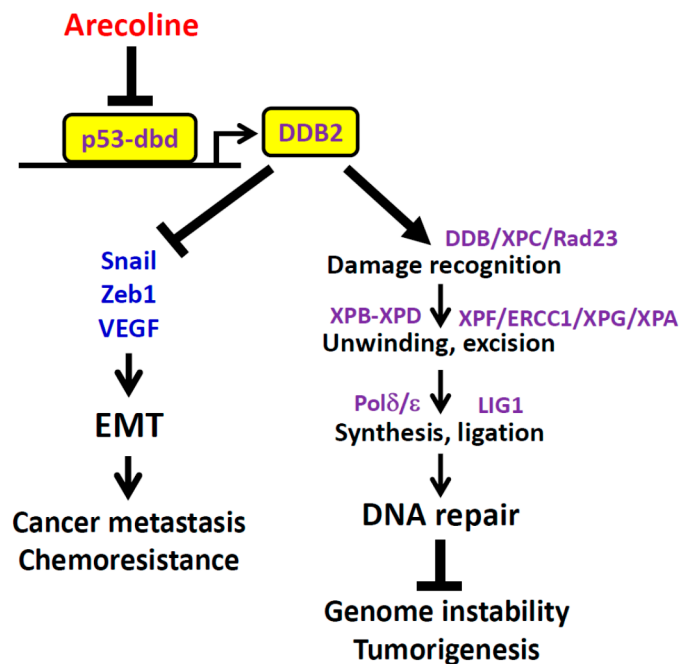 Arecoline
p53-dbd
DDB2
Snail
Zeb1
VEGF
EMT
Cancer metastasis
Chemoresistance
DDB/XPC/Rad23
Damage recognition
XPB-XPD XPF/ERCC1/XPG/XPA
Unwinding, excision
Polδ/ε LIG1
Synthesis, ligation
DNA repair
Genome instability
Tumorigenesis